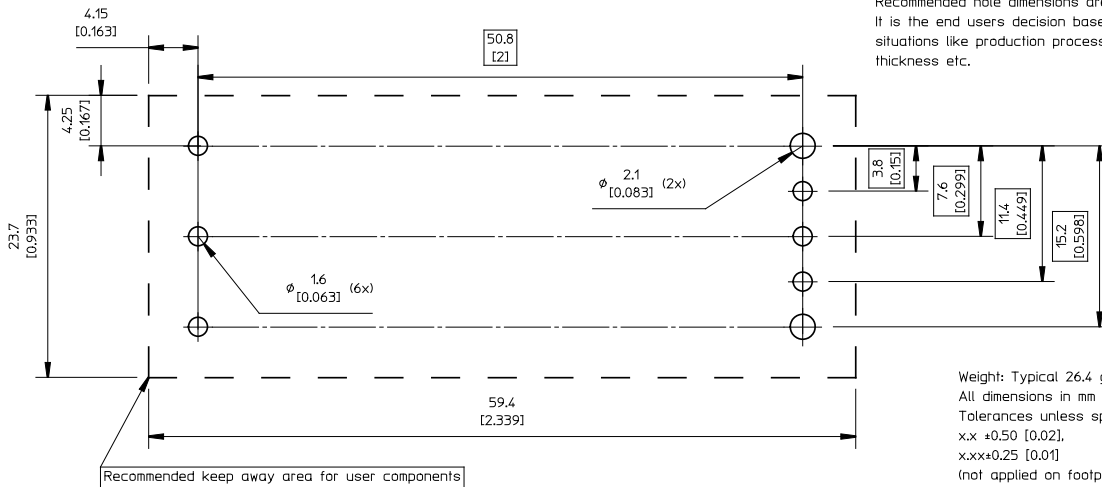 Recommended hole dimensions are
It is the end users decision base
situations like production process
thickness etc.
4.15
[0.163]
50.8
[2]
4.25
[0.167]
3.8
[0.15]
7.6
[0.299]
11.4
[0.449]
15.2
[0.598]
⌀ 2.1 (2x)
[0.083]
23.7
[0.933]
⌀ 1.6 (6x)
[0.063]
59.4
[2.339]
Weight: Typical 26.4 g
All dimensions in mm
Tolerances unless sp
x.x ±0.50 [0.02],
x.xx±0.25 [0.01]
(not applied on footp
Recommended keep away area for user components